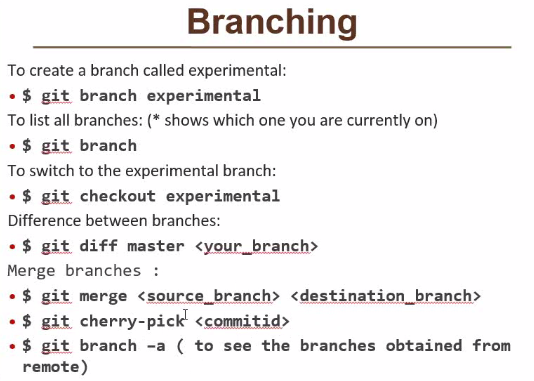 Branching
To create a branch called experimental:
• $ git branch experimental
To list all branches: (* shows which one you are currently on)
• $ git branch
To switch to the experimental branch:
• $ git checkout experimental
Difference between branches:
• $ git diff master <your_branch>
Merge branches :
• $ git merge <source_branch> <destination_branch>
• $ git cherry-pick <commitid>
• $ git branch –a ( to see the branches obtained from
remote)